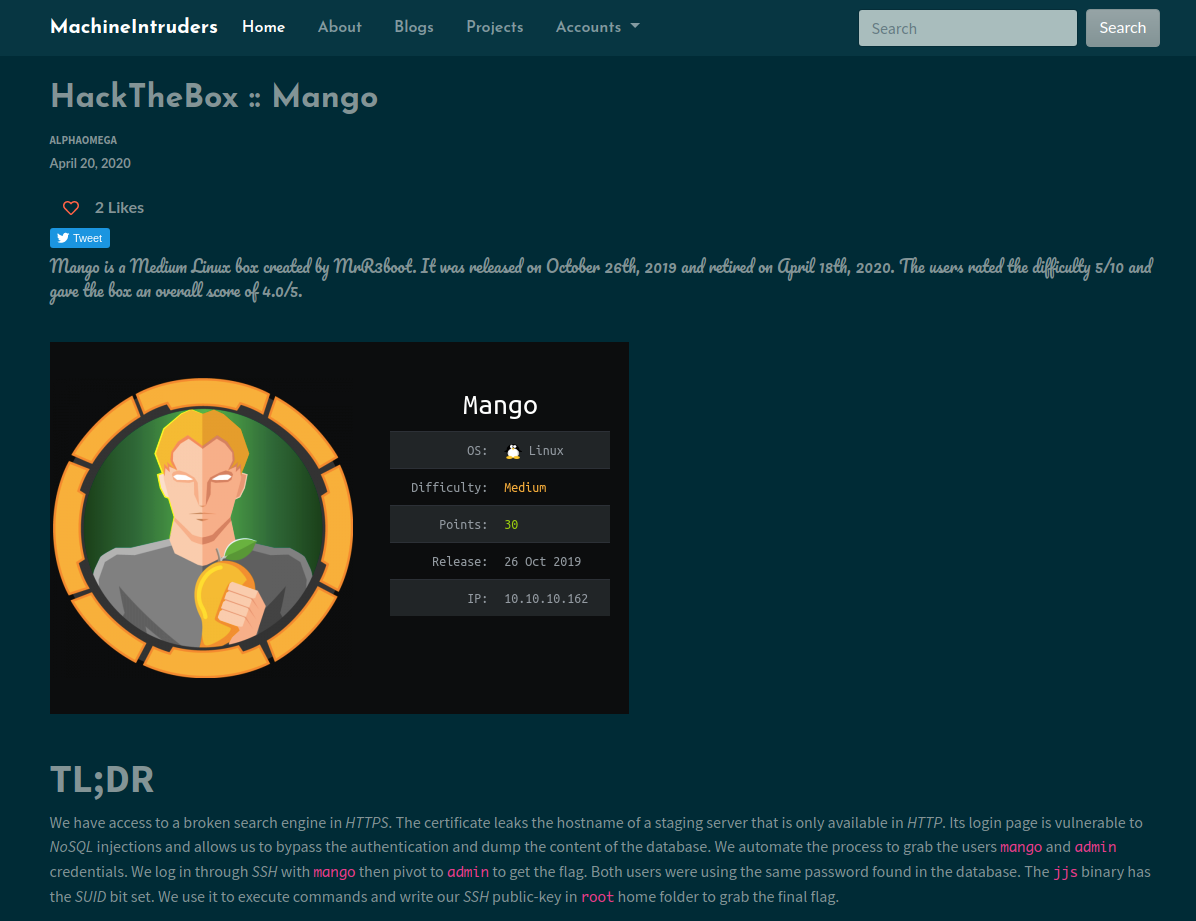 MachineIntruders Home About Blogs Projects Accounts Search Search
HackTheBox :: Mango
ALPHAOMEGA
April 20, 2020
2 Likes
Tweet
Mango is a Medium Linux box created by MrR3boot. It was released on October 26th, 2019 and retired on April 18th, 2020. The users rated the difficulty 5/10 and
gave the box an overall score of 4.0/5.
Mango
OS: Linux
Difficulty: Medium
Points: 30
Release: 26 Oct 2019
IP: 10.10.10.162
TL;DR
We have access to a broken search engine in HTTPS. The certificate leaks the hostname of a staging server that is only available in HTTP. Its login page is vulnerable to
NoSQL injections and allows us to bypass the authentication and dump the content of the database. We automate the process to grab the users mango and admin
credentials. We log in through SSH with mango then pivot to admin to get the flag. Both users were using the same password found in the database. The jjs binary has
the SUID bit set. We use it to execute commands and write our SSH public-key in root home folder to grab the final flag.